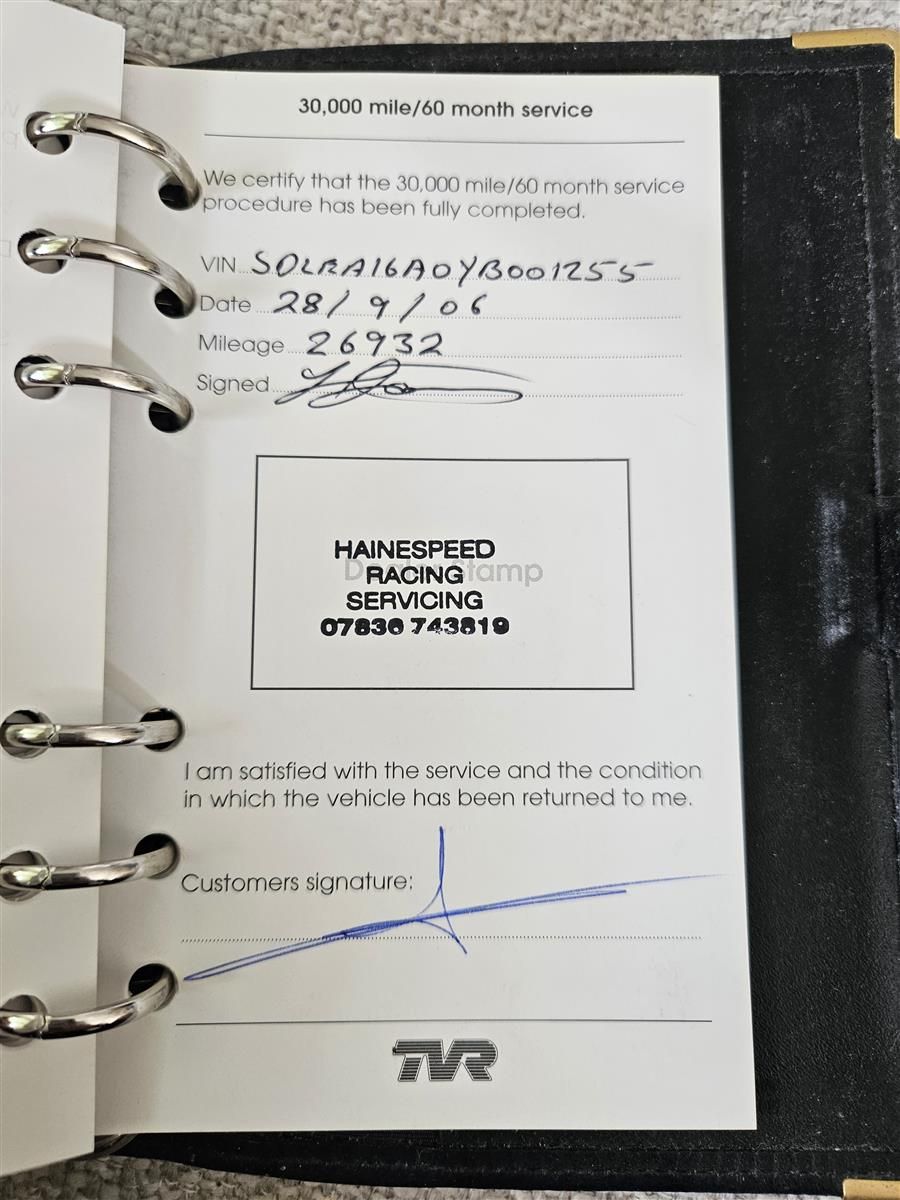 30,000 mile/60 month service
We certify that the 30,000 mile/60 month service
procedure has been fully completed.
VIN SDLRA16A0YB001255
Date 28/9/06
Mileage 26932
Signed
Dealer Stamp
HAINESPEED
RACING
SERVICING
07836 743819
I am satisfied with the service and the condition
in which the vehicle has been returned to me.
Customers signature:
TVR